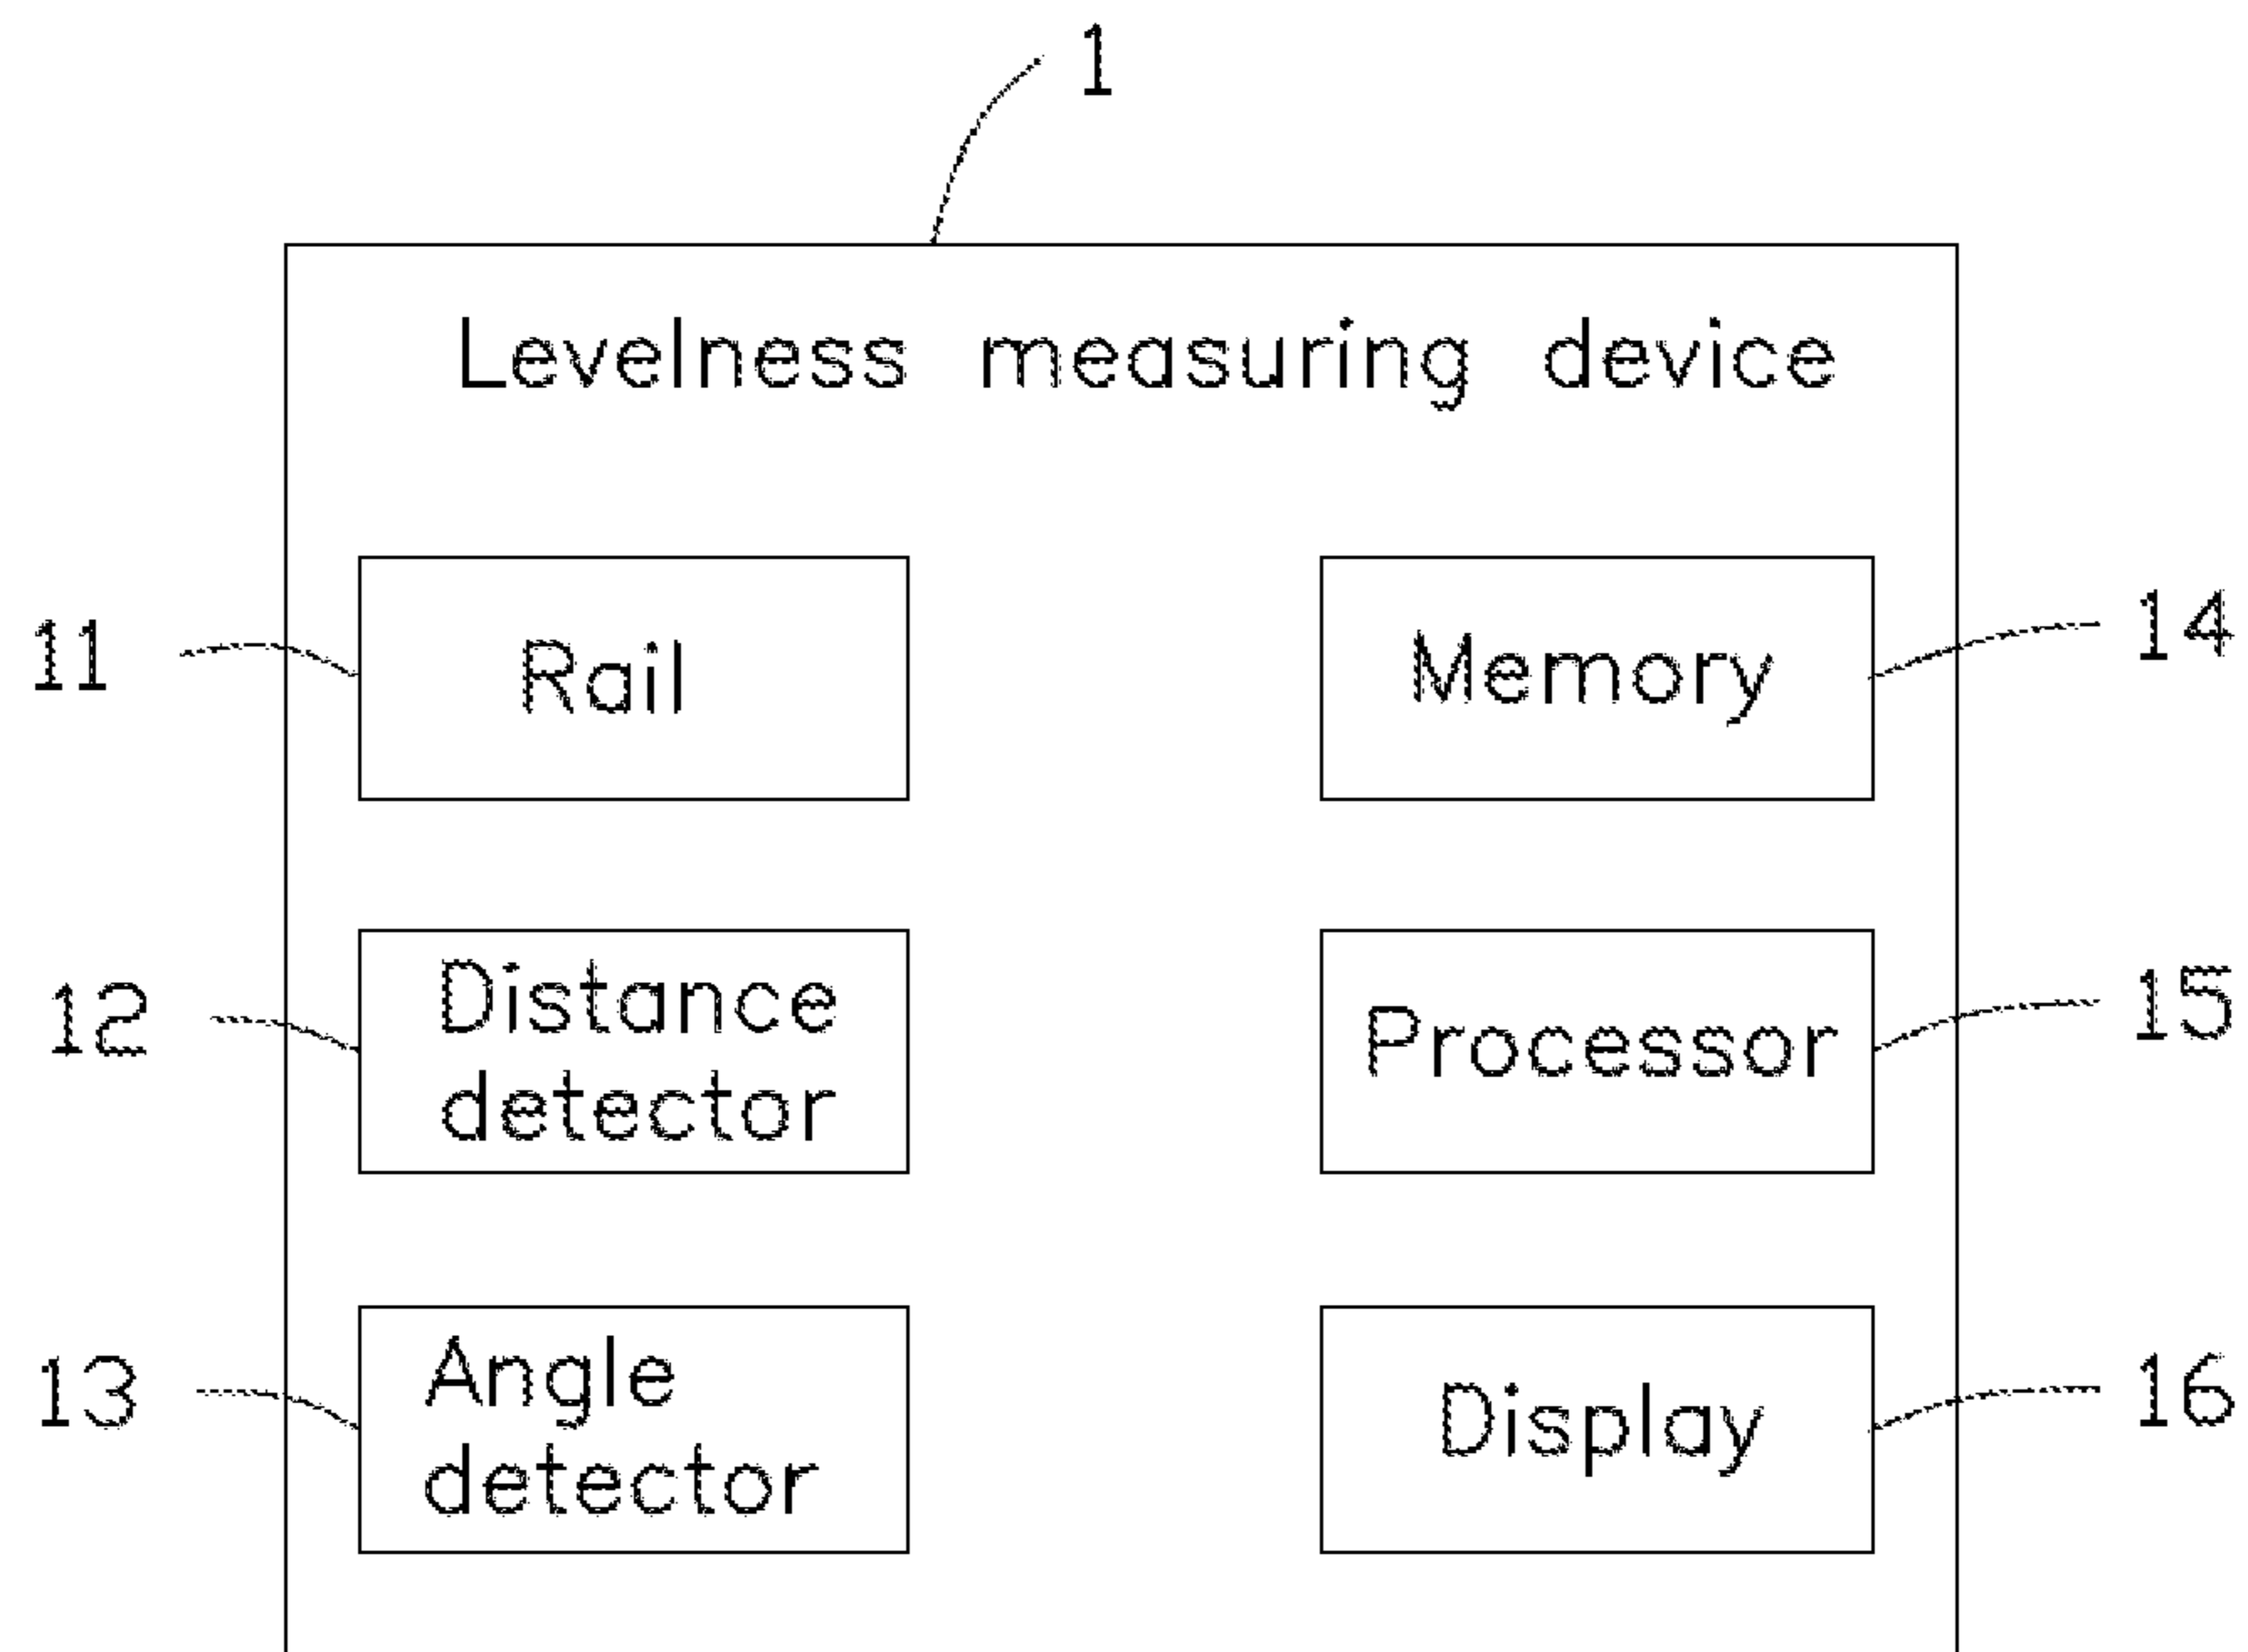 1
Levelness measuring device
11
Rail
Memory
14
12
Distance
detector
Processor
15
13
Angle
detector
Display
16